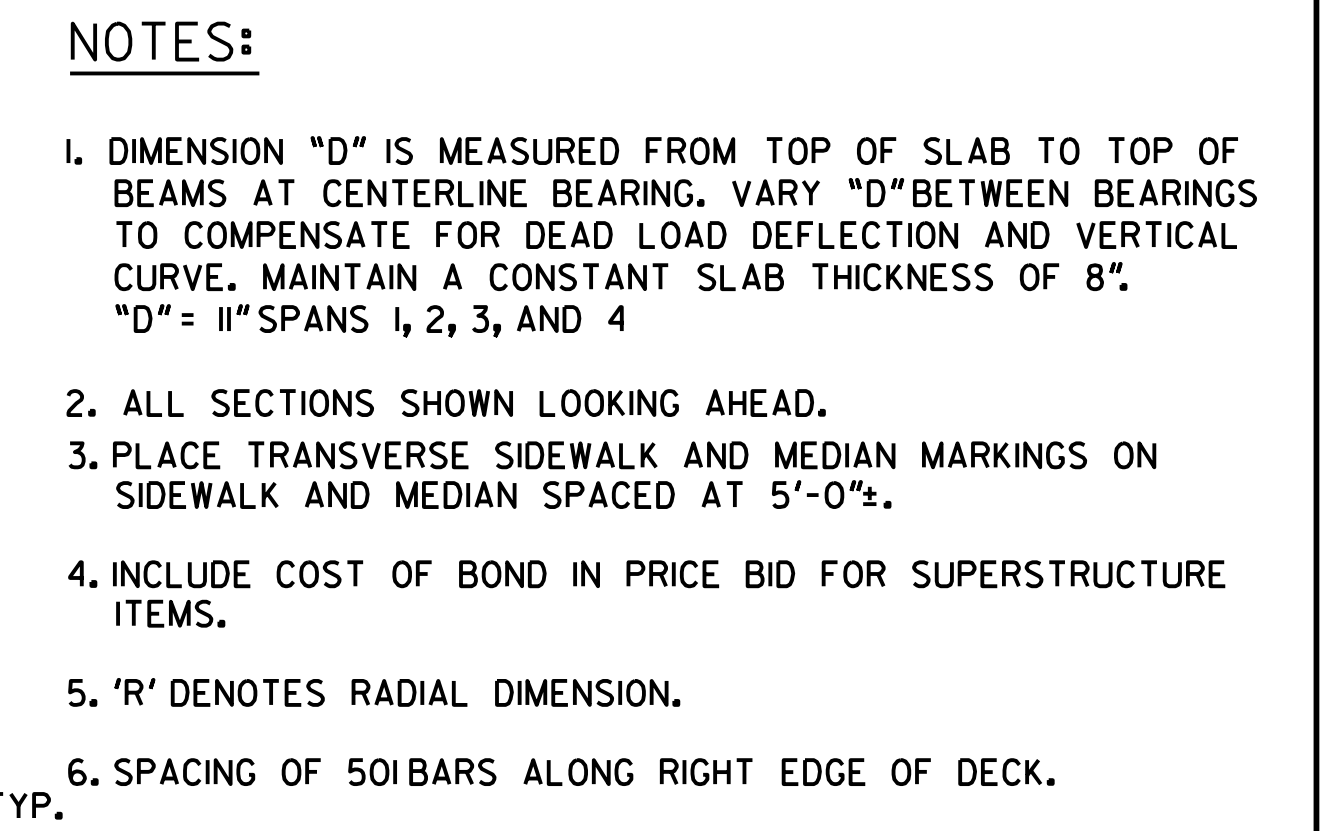 NOTES:
1. DIMENSION "D" IS MEASURED FROM TOP OF SLAB TO TOP OF
BEAMS AT CENTERLINE BEARING. VARY "D" BETWEEN BEARINGS
TO COMPENSATE FOR DEAD LOAD DEFLECTION AND VERTICAL
CURVE. MAINTAIN A CONSTANT SLAB THICKNESS OF 8".
"D" = 11" SPANS 1, 2, 3, AND 4
2. ALL SECTIONS SHOWN LOOKING AHEAD.
3. PLACE TRANSVERSE SIDEWALK AND MEDIAN MARKINGS ON
SIDEWALK AND MEDIAN SPACED AT 5'-0"±.
4. INCLUDE COST OF BOND IN PRICE BID FOR SUPERSTRUCTURE
ITEMS.
5. 'R' DENOTES RADIAL DIMENSION.
6. SPACING OF 501 BARS ALONG RIGHT EDGE OF DECK.
YP.